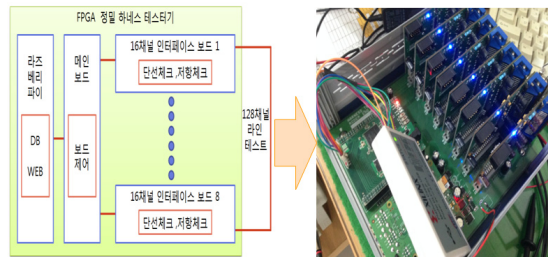 FPGA 정밀 하네스 테스터기
라즈
베리
파이
DB
WEB
메인
보드
보드
제어
16채널 인터페이스 보드 1
단선체크 ,저항체크
16채널 인터페이스 보드 8
단선체크 ,저항체크
128채널
라인
테스트